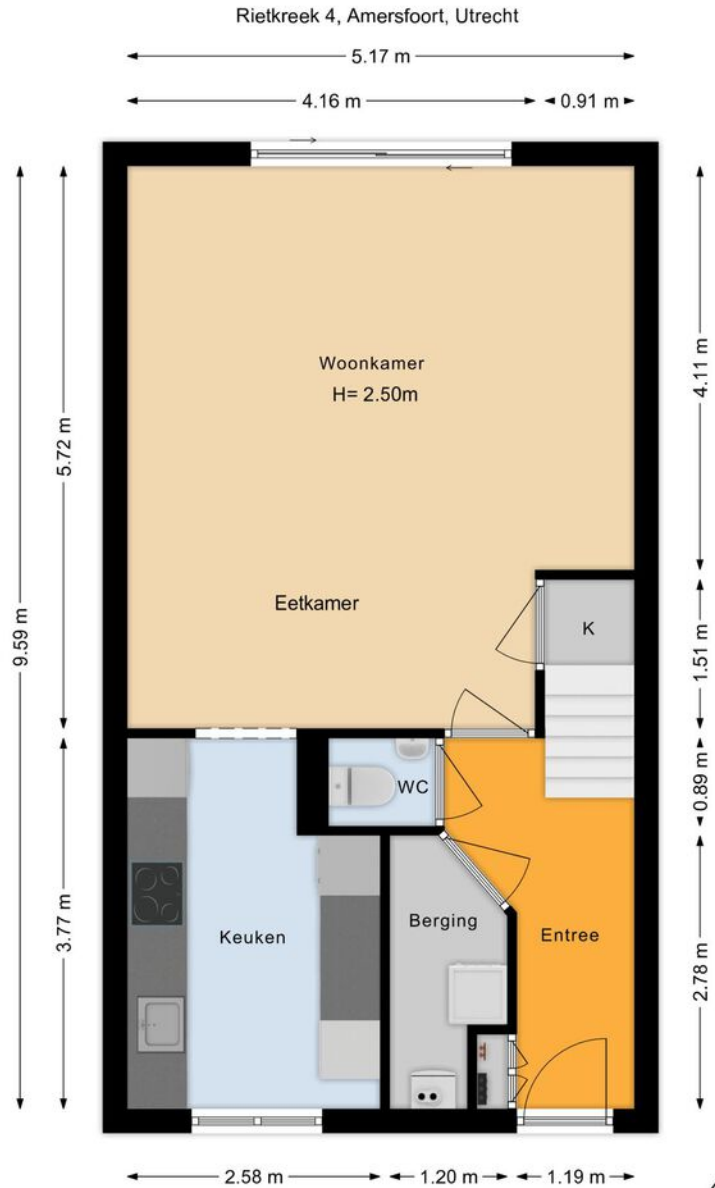 Rietkreek 4, Amersfoort, Utrecht
5.17 m
4.16 m
0.91 m
Woonkamer
H= 2.50m
4.11 m
5.72 m
9.59 m
Eetkamer
K
1.51 m
WC
0.89 m
Keuken
Berging
Entree
3.77 m
2.78 m
2.58 m
1.20 m
1.19 m